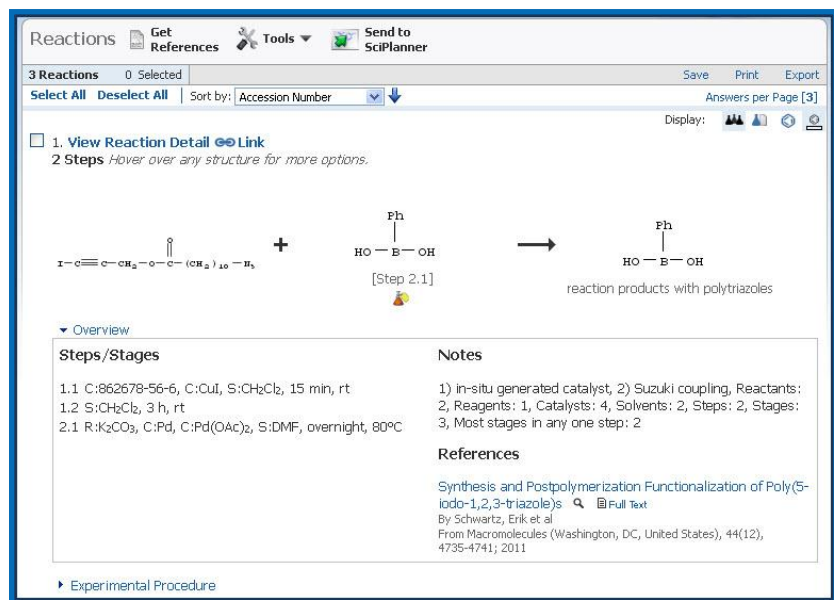 Reactions Get References Tools Send to SciPlanner
3 Reactions 0 Selected Save Print Export
Select All Deselect All Sort by: Accession Number Answers per Page [3]
Display:
1. View Reaction Detail Link
2 Steps Hover over any structure for more options.
I—C≡C—CH₂—O—C—(CH₂)₁₀—N₃
O
+
Ph
HO—B—OH
[Step 2.1]
Ph
HO—B—OH
reaction products with polytriazoles
Overview
Steps/Stages
1.1 C:862678-56-6, C:CuI, S:CH₂Cl₂, 15 min, rt
1.2 S:CH₂Cl₂, 3 h, rt
2.1 R:K₂CO₃, C:Pd, C:Pd(OAc)₂, S:DMF, overnight, 80ºC
Notes
1) in-situ generated catalyst, 2) Suzuki coupling, Reactants:
2, Reagents: 1, Catalysts: 4, Solvents: 2, Steps: 2, Stages:
3, Most stages in any one step: 2
References
Synthesis and Postpolymerization Functionalization of Poly(5-
iodo-1,2,3-triazole)s Full Text
By Schwartz, Erik et al
From Macromolecules (Washington, DC, United States), 44(12),
4735-4741; 2011
Experimental Procedure